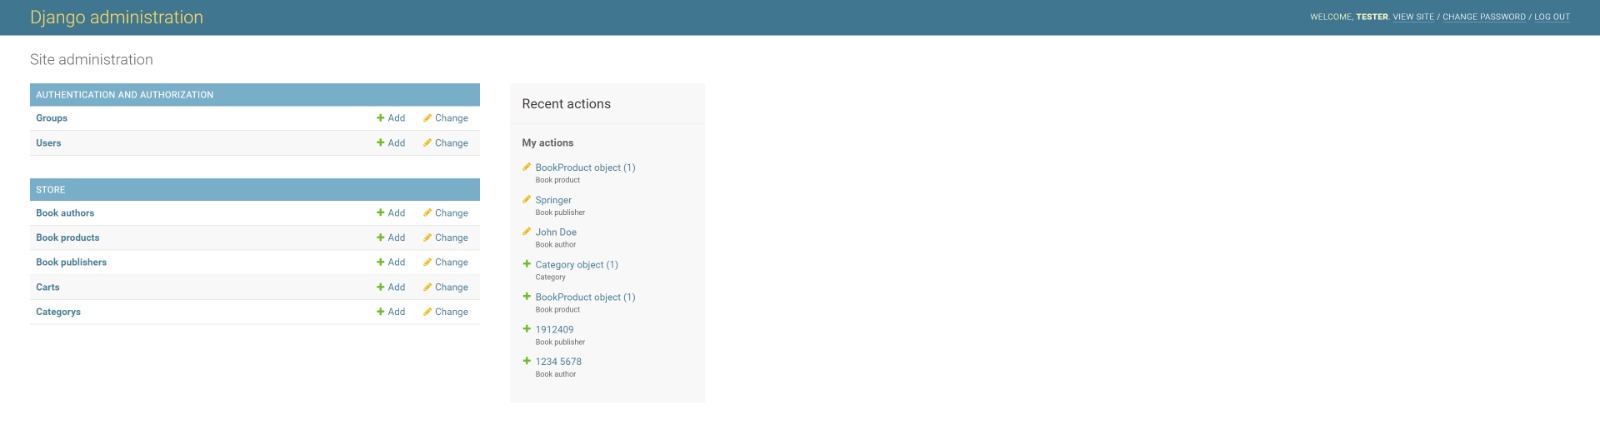 Django administration
WELCOME, TESTER. VIEW SITE / CHANGE PASSWORD / LOG OUT
Site administration
AUTHENTICATION AND AUTHORIZATION
Groups Add Change
Users Add Change
STORE
Book authors Add Change
Book products Add Change
Book publishers Add Change
Carts Add Change
Categorys Add Change
Recent actions
My actions
BookProduct object (1)
Book product
Springer
Book publisher
John Doe
Book author
Category object (1)
Category
BookProduct object (1)
Book product
1912409
Book publisher
1234 5678
Book author